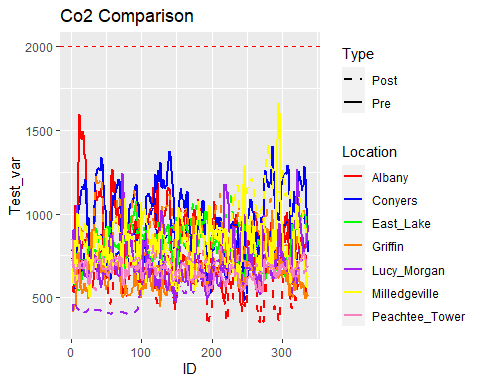 Co2 Comparison
Test_var
2000
1500
1000
500
0
100
200
300
ID
Type
Post
Pre
Location
Albany
Conyers
East_Lake
Griffin
Lucy_Morgan
Milledgeville
Peachtee_Tower